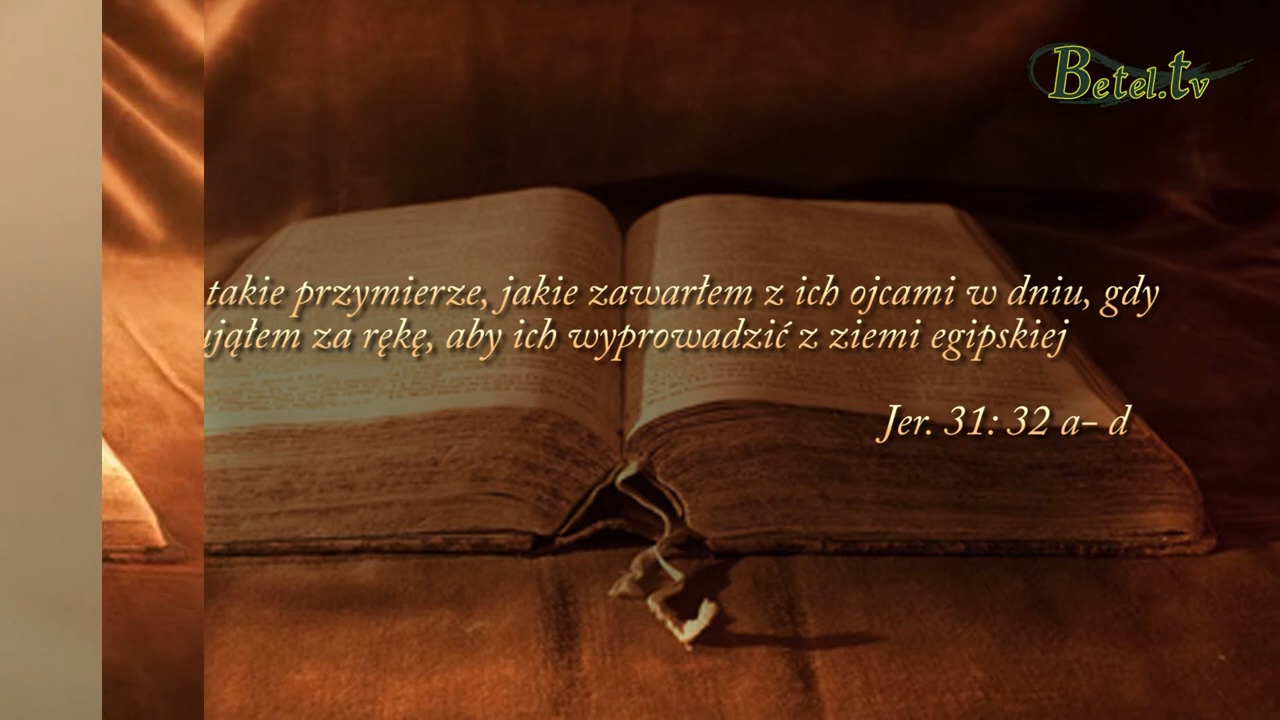 Betel.tv
takie przymierze, jakie zawarłem z ich ojcami w dniu, gdy
za rękę, aby ich wyprowadzić z ziemi egipskiej
Jer. 31: 32 a- d